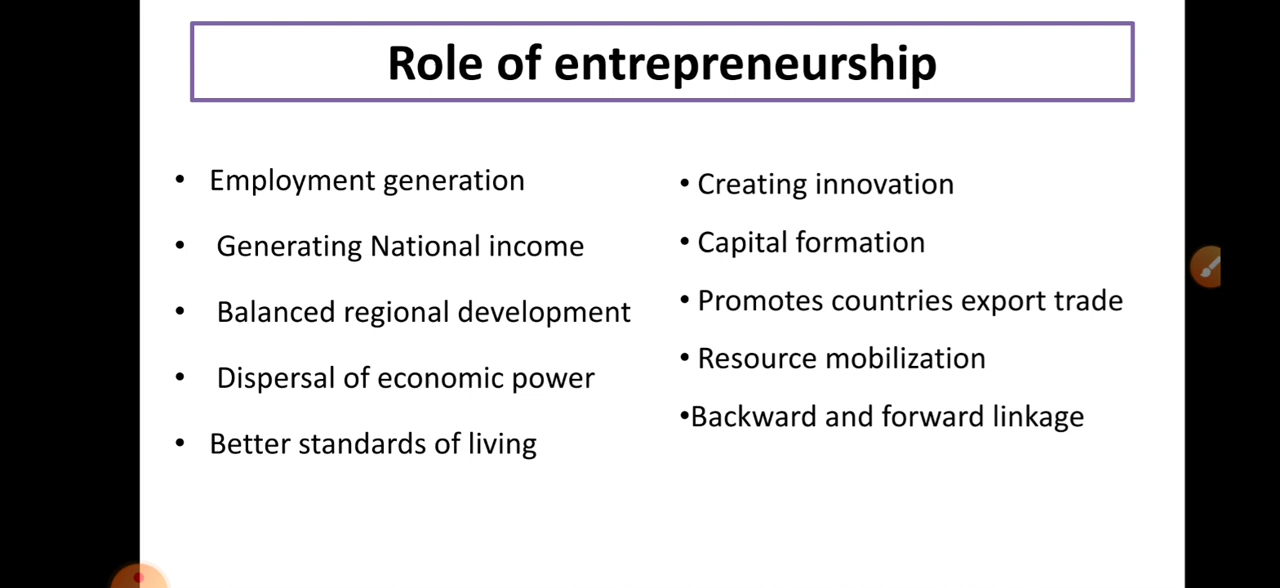 Role of entrepreneurship
• Employment generation
• Generating National income
• Balanced regional development
• Dispersal of economic power
• Better standards of living
• Creating innovation
• Capital formation
• Promotes countries export trade
• Resource mobilization
•Backward and forward linkage